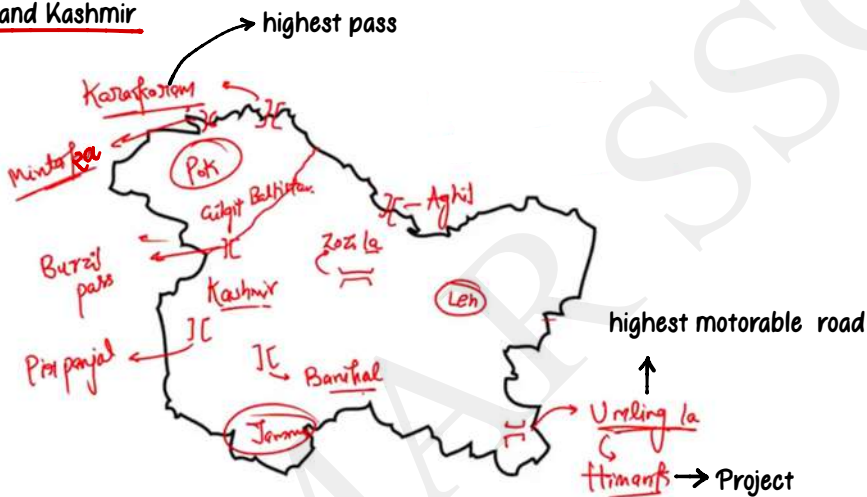 and Kashmir
highest pass
Karakoram
Mintaka
Pok
Gilgit Baltistan
Aghil
Burzil
pass
Zozi la
Kashmir
Leh
highest motorable road
Pir panjal
Banihal
Umling la
Jammu
Himank
Project